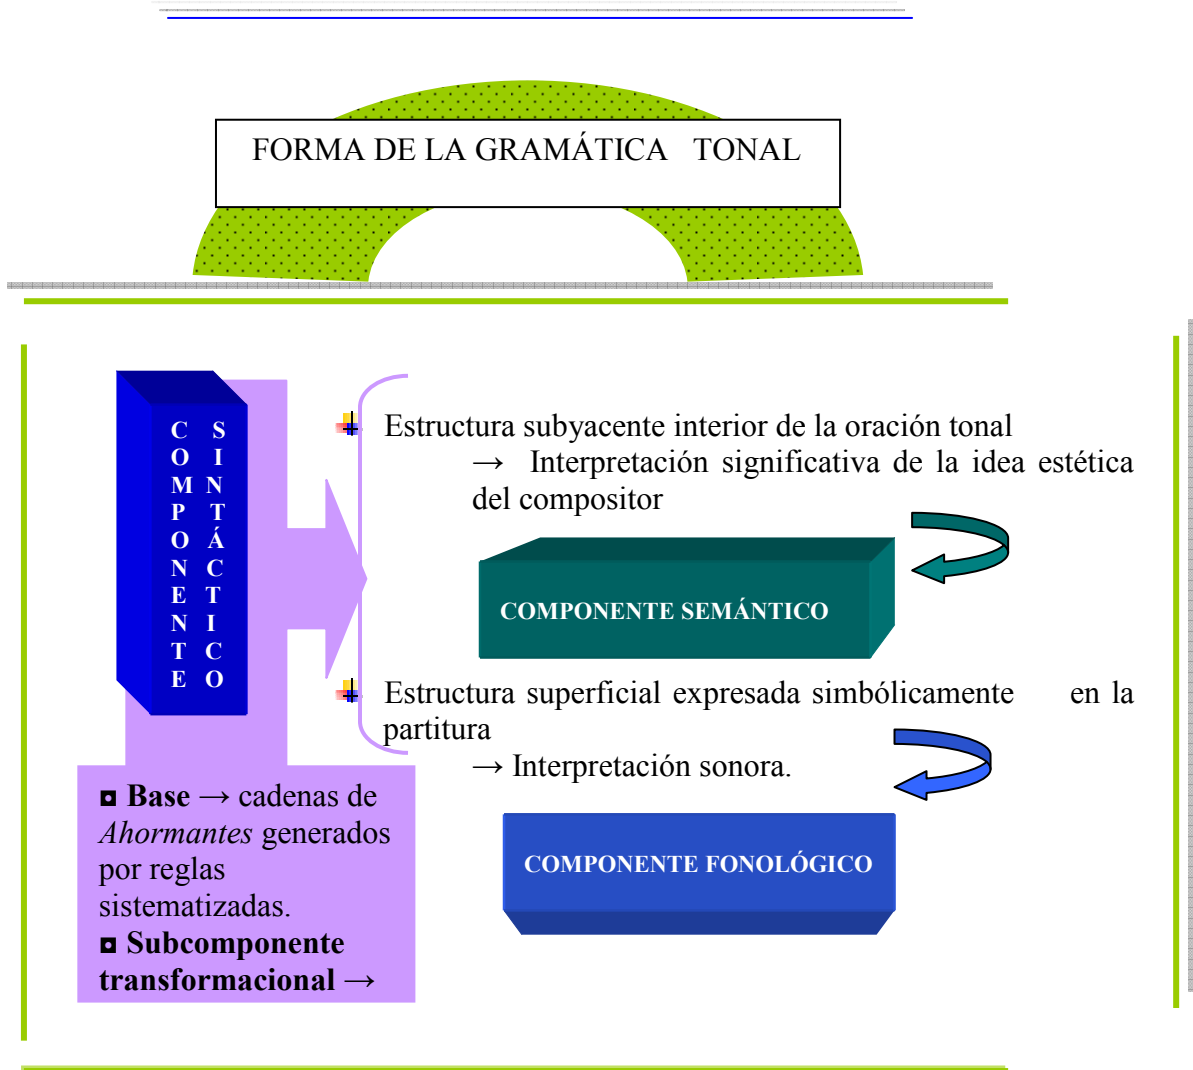 FORMA DE LA GRAMÁTICA TONAL
COMPONENTE
SINTÁCTICO
Estructura subyacente interior de la oración tonal
→ Interpretación significativa de la idea estética
del compositor
COMPONENTE SEMÁNTICO
Estructura superficial expresada simbólicamente en la
partitura
→ Interpretación sonora.
COMPONENTE FONOLÓGICO
◘ Base → cadenas de
Ahormantes generados
por reglas
sistematizadas.
◘ Subcomponente
transformacional →